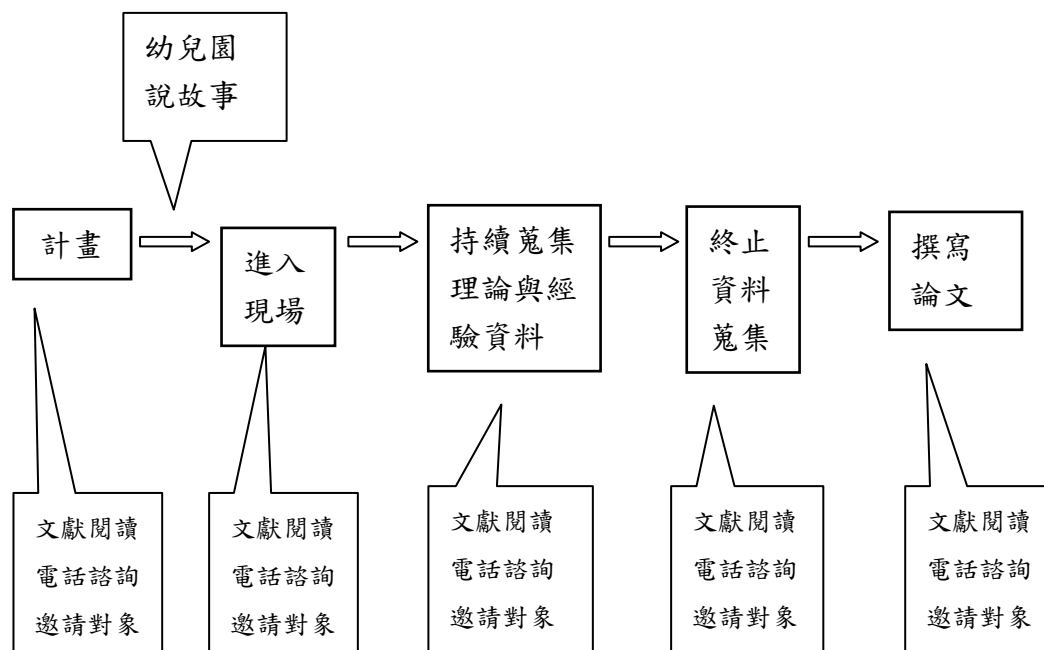 幼兒園
說故事
計畫
進入
現場
持續蒐集
理論與經
驗資料
終止
資料
蒐集
撰寫
論文
文獻閱讀
電話諮詢
邀請對象
文獻閱讀
電話諮詢
邀請對象
文獻閱讀
電話諮詢
邀請對象
文獻閱讀
電話諮詢
邀請對象
文獻閱讀
電話諮詢
邀請對象